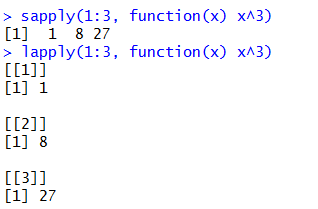 > sapply(1:3, function(x) x^3)
[1]  1  8 27
> lapply(1:3, function(x) x^3)
[[1]]
[1] 1

[[2]]
[1] 8

[[3]]
[1] 27